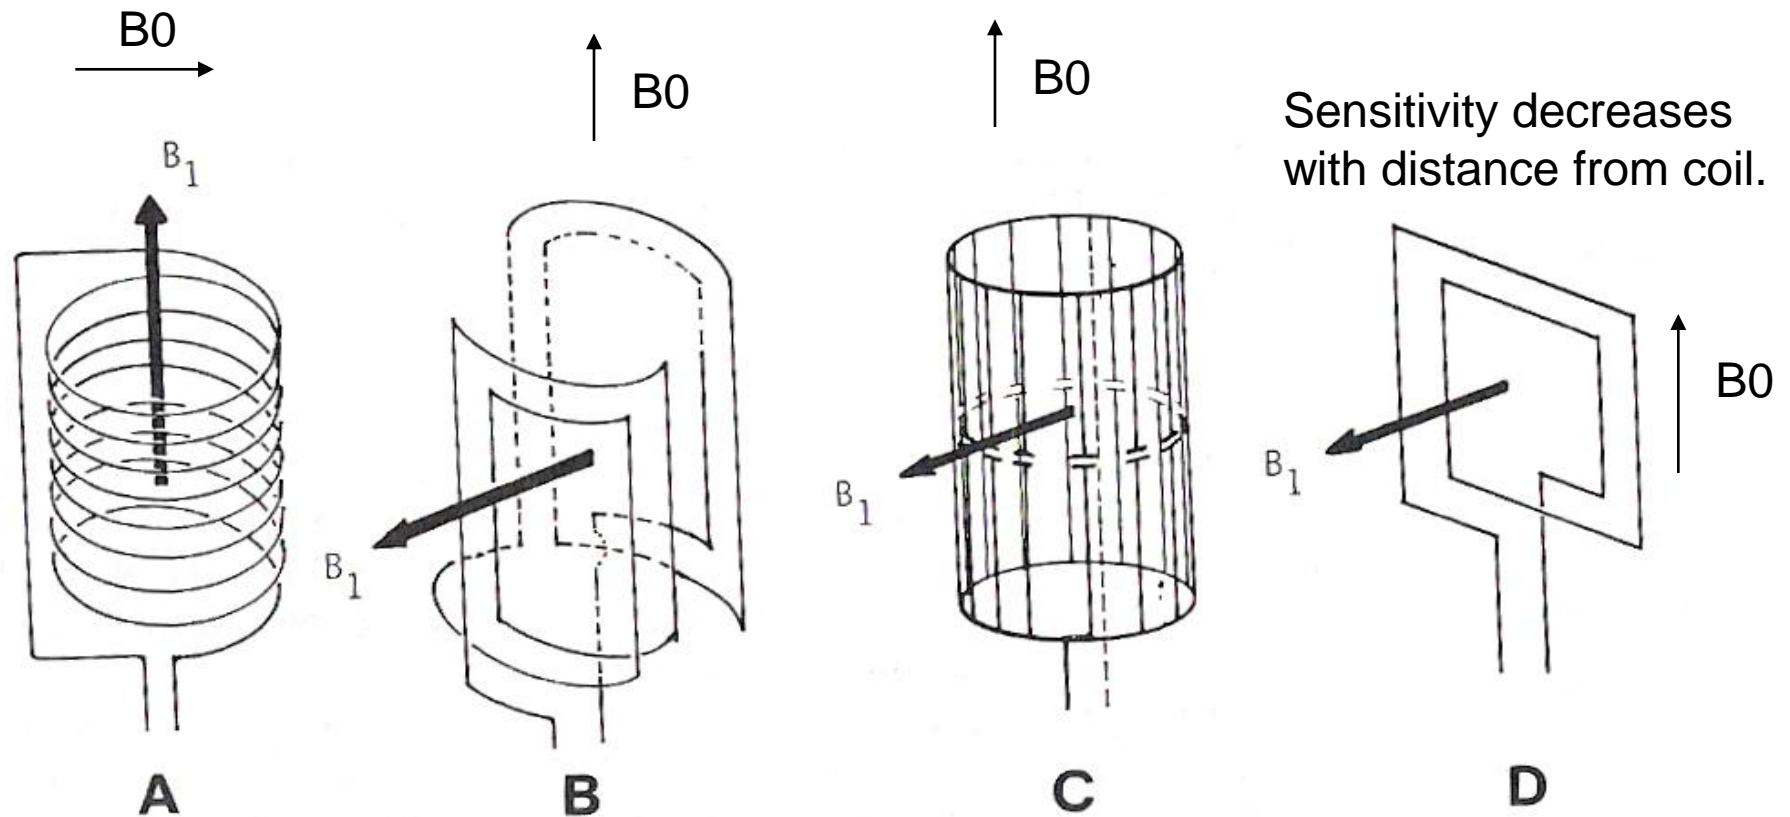 B0
B0
B0
Sensitivity decreases
with distance from coil.
B1
B0
B1
B1
B1
A
B
C
D